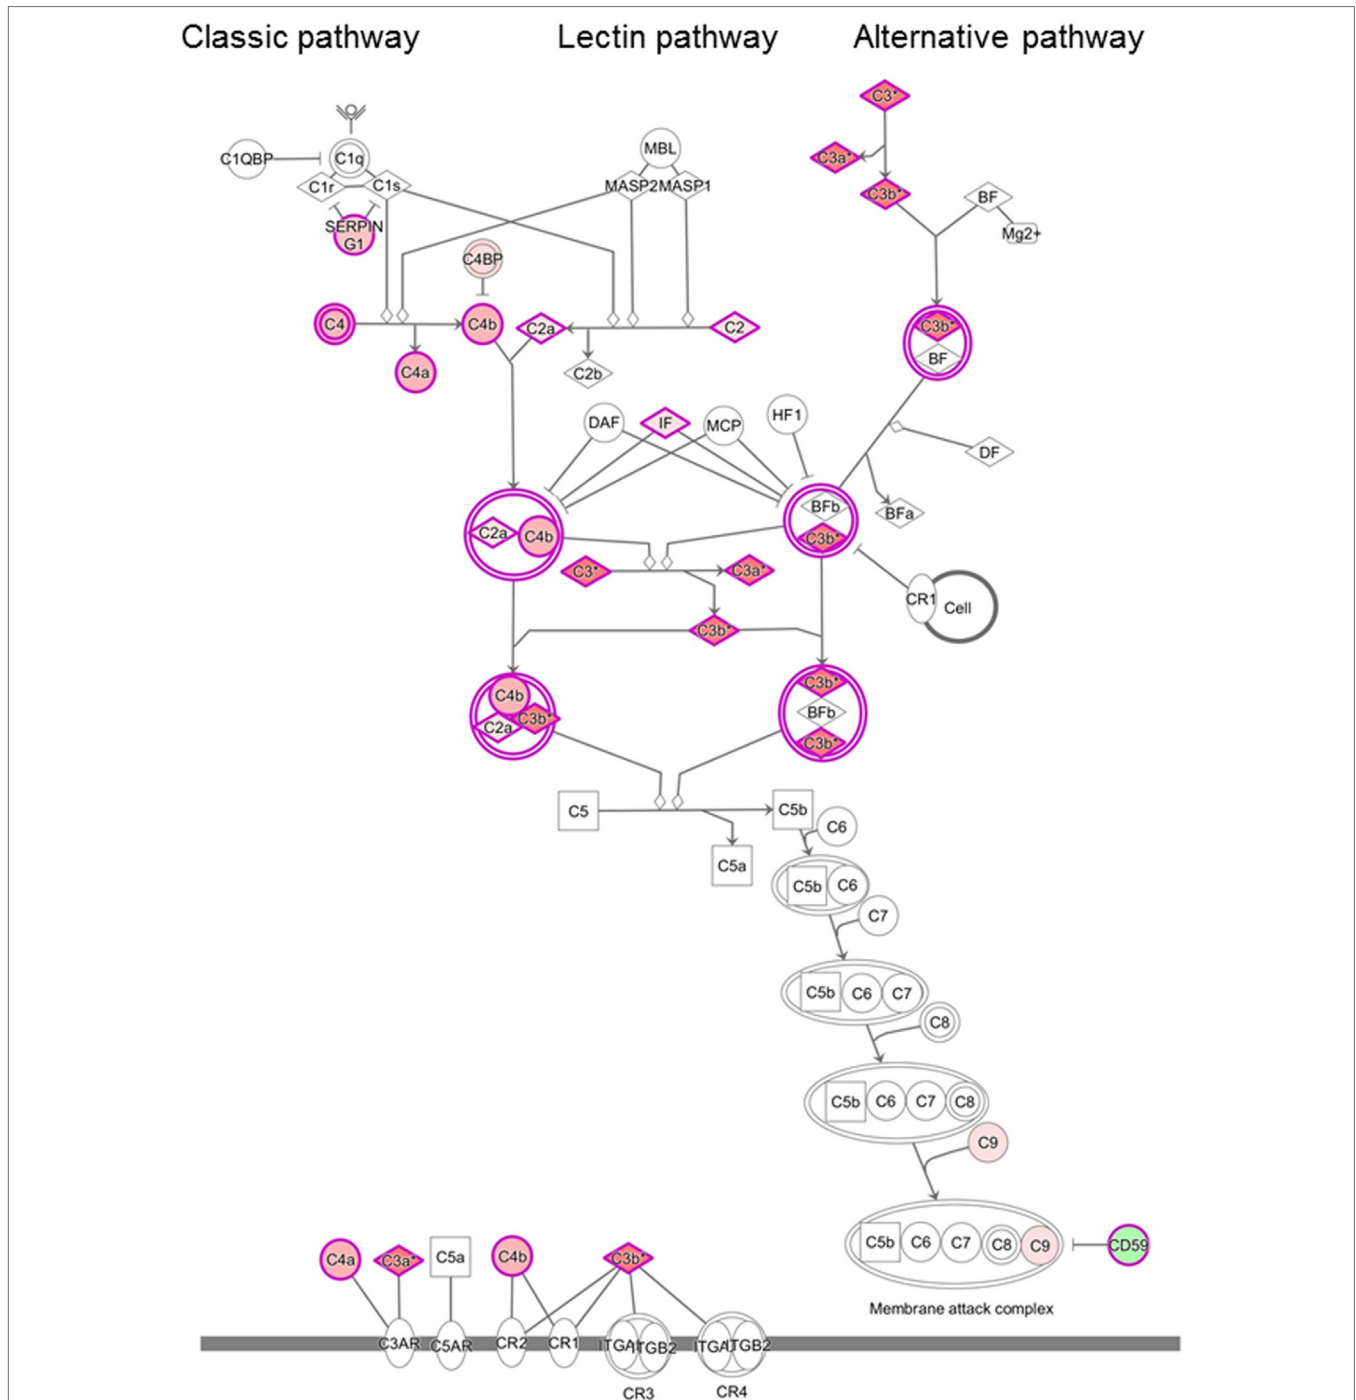 Classic pathway
Lectin pathway
Alternative pathway
C3*
C3a*
C3b*
C1QBP
C1q
C1r
C1s
SERPIN
G1
MBL
MASP2
MASP1
BF
Mg2+
C4BP
C4
C4b
C2a
C2
C4a
C2b
C3b*
BF
DAF
IF
MCP
HF1
DF
BFa
C2a
C4b
BFb
C3b*
C3*
C3a*
C3b*
CR1
Cell
C4b
C2a
C3b*
C3b*
BFb
C3b*
C5
C5b
C5a
C6
C5b
C6
C7
C5b
C6
C7
C8
C5b
C6
C7
C8
C9
C5b
C6
C7
C8
C9
CD59
Membrane attack complex
C4a
C3a*
C5a
C4b
C3b*
C3AR
C5AR
CR2
CR1
ITGA
ITGB2
ITGA
ITGB2
CR3
CR4